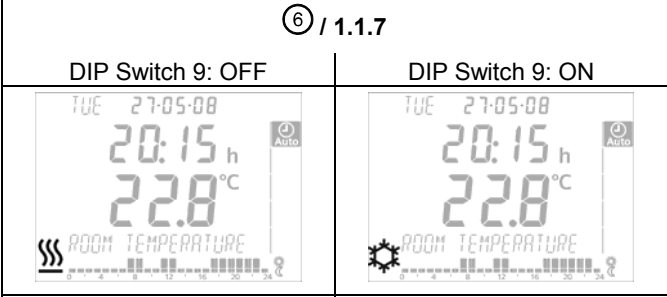 ⑥ / 1.1.7
DIP Switch 9: OFF
TUE 27-05-08
20:15 h
Auto
22.8 °C
ROOM TEMPERATURE
0 4 8 12 16 20 24
DIP Switch 9: ON
TUE 27-05-08
20:15 h
Auto
22.8 °C
ROOM TEMPERATURE
0 4 8 12 16 20 24